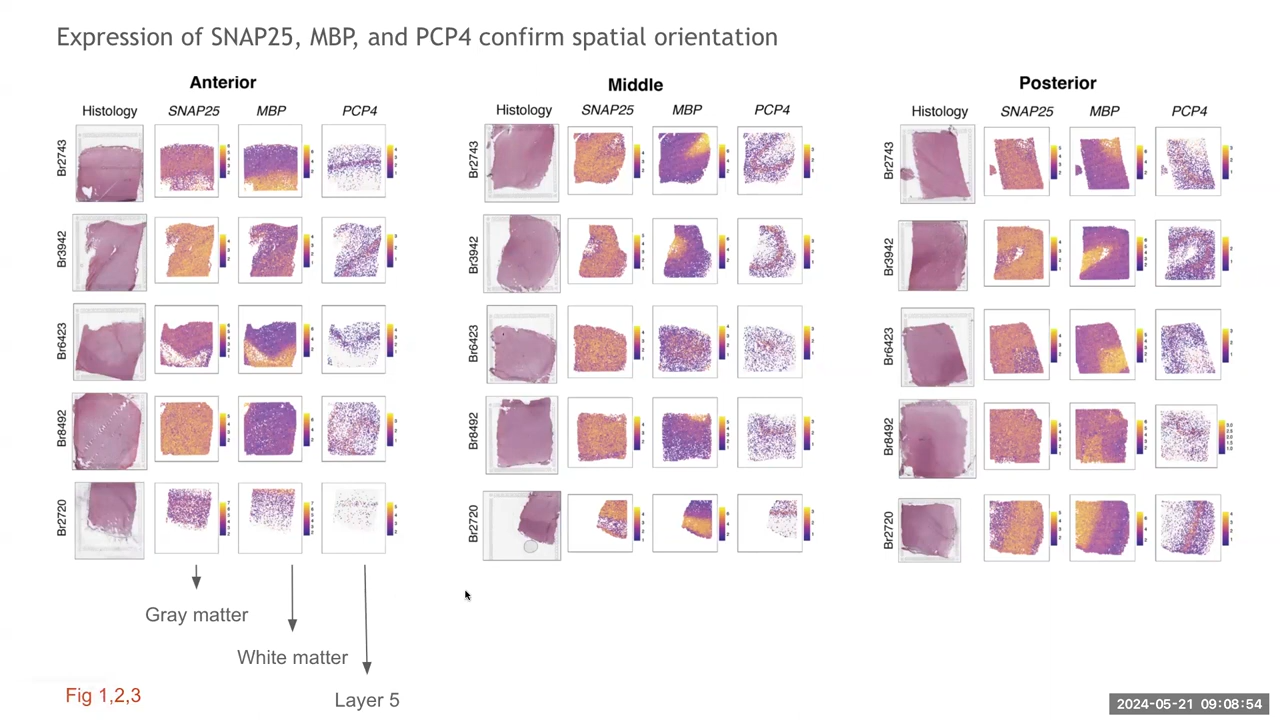 Expression of SNAP25, MBP, and PCP4 confirm spatial orientation
Anterior
Middle
Posterior
Histology SNAP25 MBP PCP4
Histology SNAP25 MBP PCP4
Histology SNAP25 MBP PCP4
Br2743
Br2743
Br2743
Br3942
Br3942
Br3942
Br6423
Br6423
Br6423
Br8492
Br8492
Br8492
Br2720
Br2720
Br2720
Gray matter
White matter
Layer 5
Fig 1,2,3
2024-05-21 09:08:54